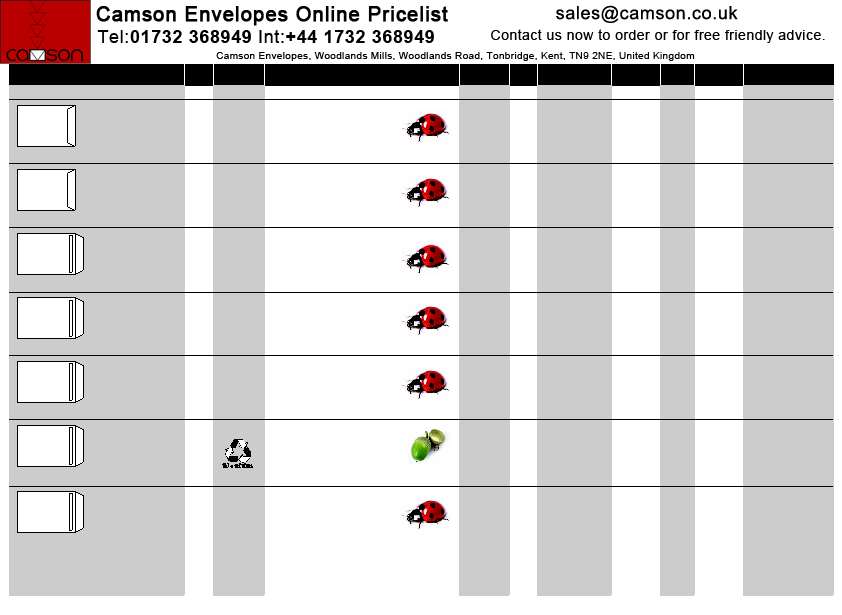 Camson Envelopes Online Pricelist
sales@camson.co.uk
Tel:01732 368949 Int:+44 1732 368949
Contact us now to order or for free friendly advice.
camson
Camson Envelopes, Woodlands Mills, Woodlands Road, Tonbridge, Kent, TN9 2NE, United Kingdom